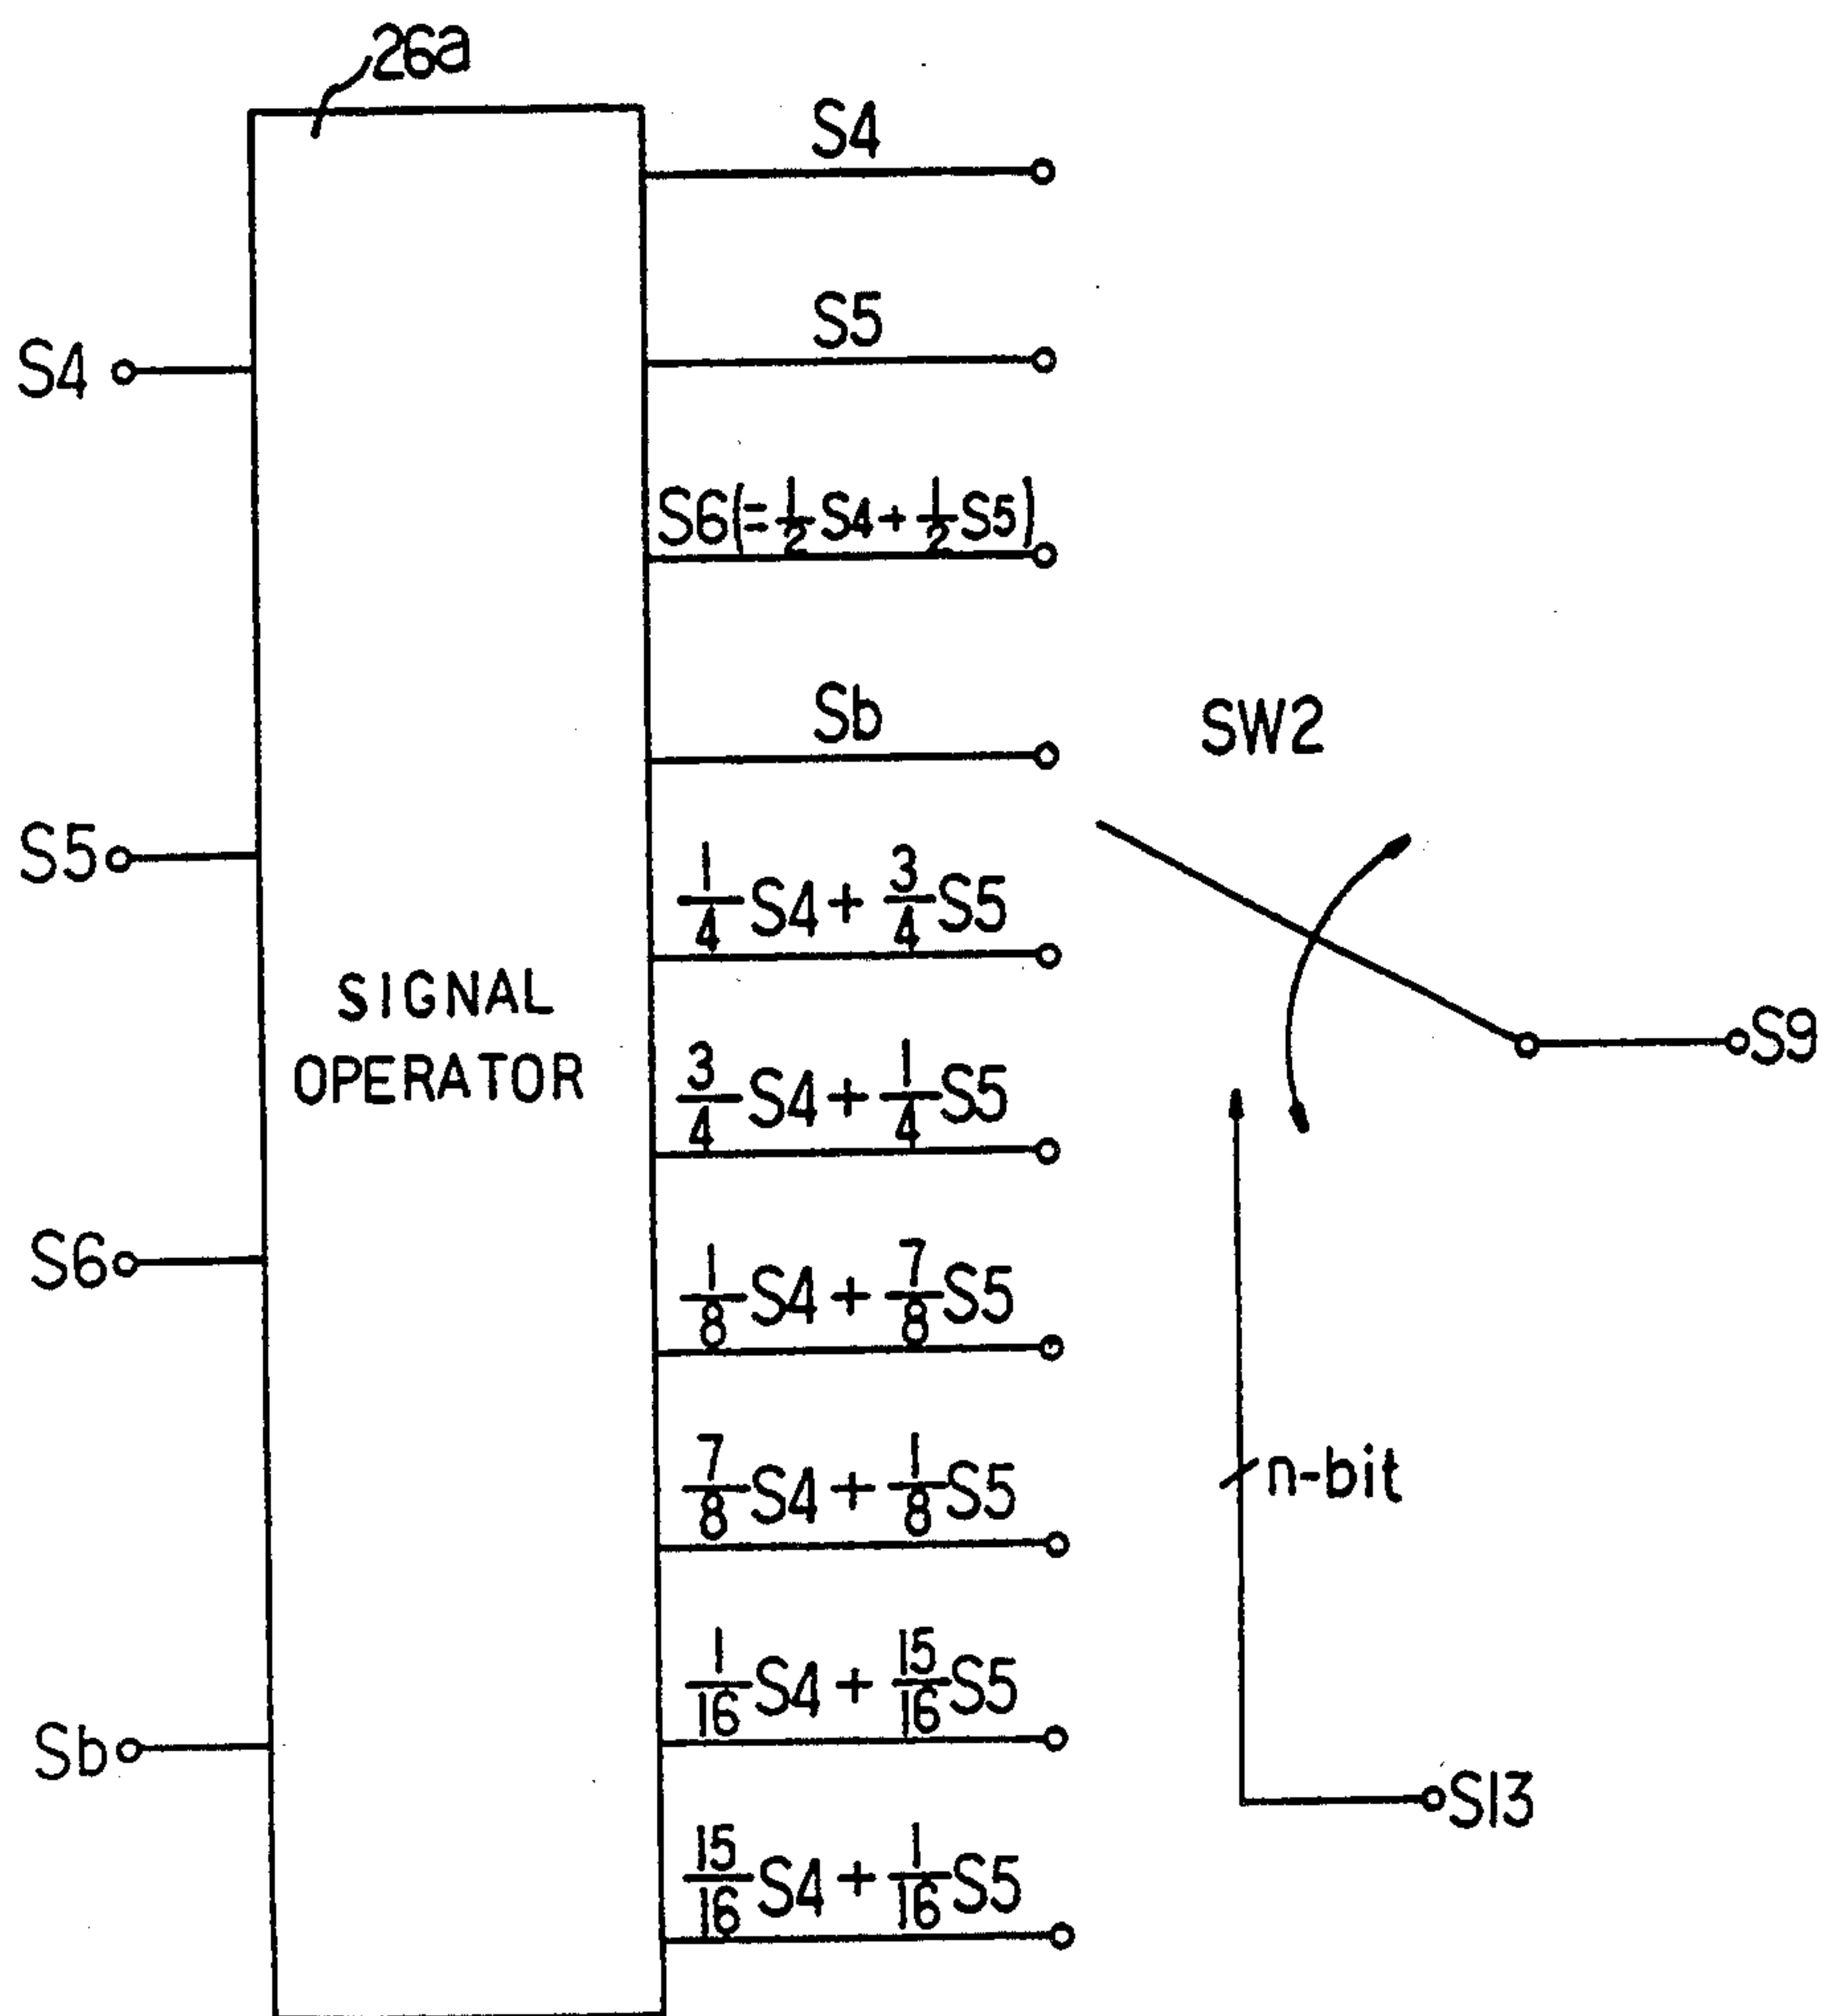 26a
S4
S5
S6(=1/2S4+1/2S5)
Sb
1/4S4+3/4S5
3/4S4+1/4S5
1/8S4+7/8S5
7/8S4+1/8S5
1/16S4+15/16S5
15/16S4+1/16S5
S4
S5
S6
Sb
SIGNAL
OPERATOR
SW2
S9
n-bit
S13